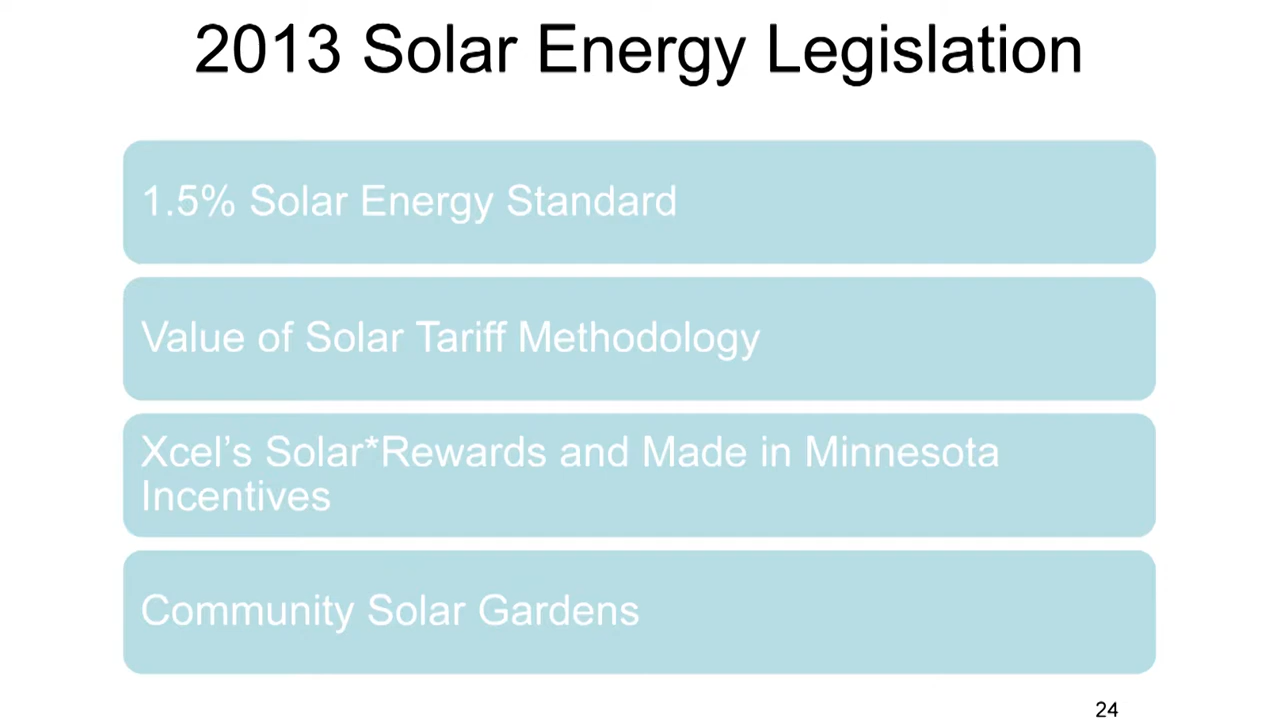 2013 Solar Energy Legislation
1.5% Solar Energy Standard
Value of Solar Tariff Methodology
Xcel’s Solar*Rewards and Made in Minnesota
Incentives
Community Solar Gardens
24